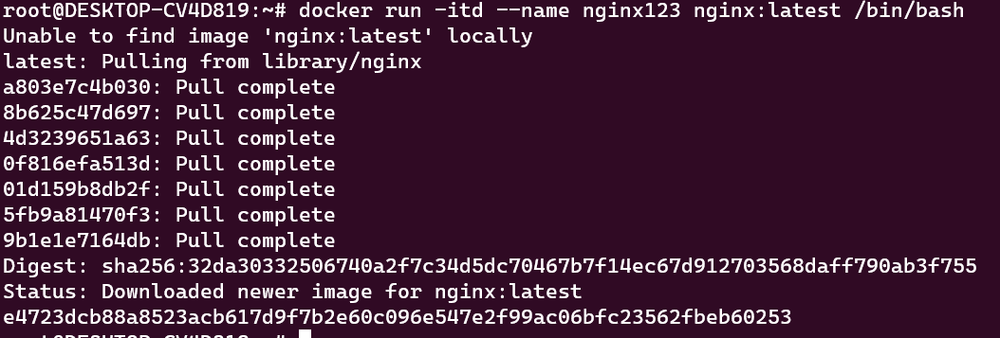 root@DESKTOP-CV4D819:~# docker run -itd --name nginx123 nginx:latest /bin/bash
Unable to find image 'nginx:latest' locally
latest: Pulling from library/nginx
a803e7c4b030: Pull complete
8b625c47d697: Pull complete
4d3239651a63: Pull complete
0f816efa513d: Pull complete
01d159b8db2f: Pull complete
5fb9a81470f3: Pull complete
9b1e1e7164db: Pull complete
Digest: sha256:32da30332506740a2f7c34d5dc70467b7f14ec67d912703568daff790ab3f755
Status: Downloaded newer image for nginx:latest
e4723dcb88a8523acb617d9f7b2e60c096e547e2f99ac06bfc23562fbeb60253
root@DESKTOP-CV4D819:~#